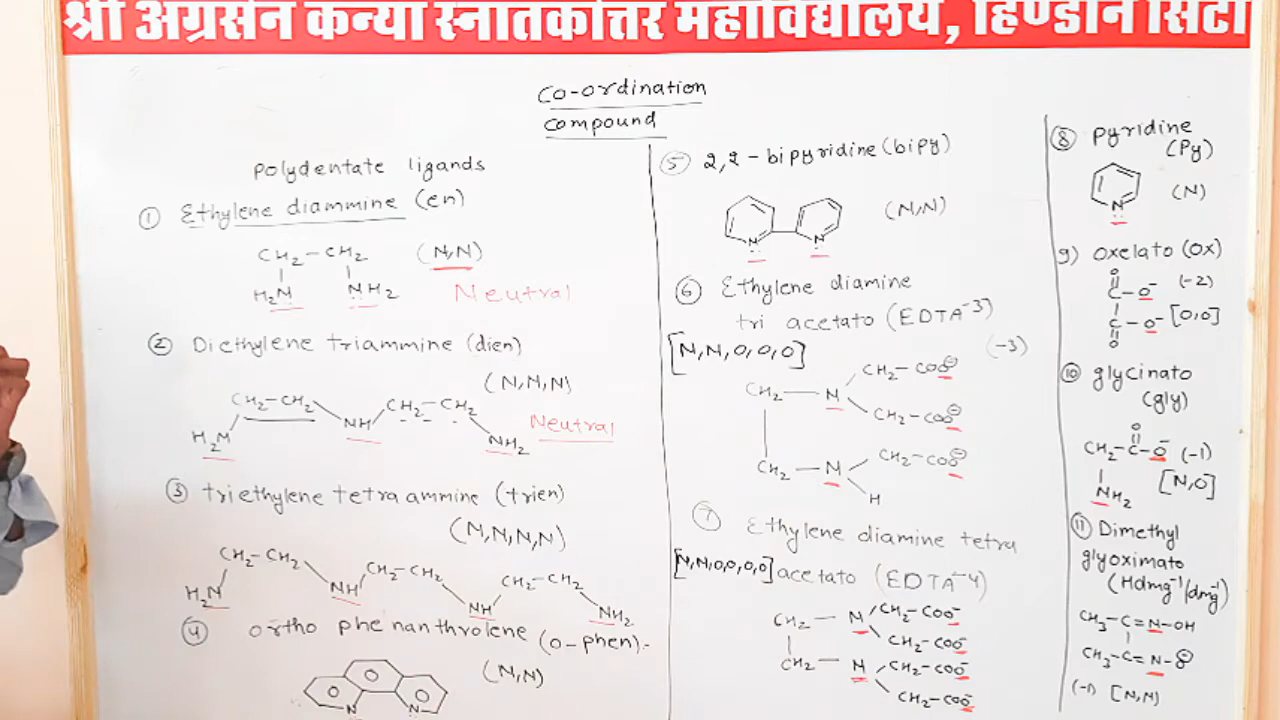 श्री अग्रसेन कन्या स्नातकोत्तर महाविद्यालय, हिण्डौन सिटी
Co-ordination
Compound
Polydentate ligands
① Ethylene diammine (en)
CH₂-CH₂ (N,N)
H₂N NH₂ Neutral
② Diethylene triammine (dien)
(N,N,N)
CH₂-CH₂ NH CH₂-CH₂ Neutral
H₂N NH₂
③ triethylene tetraammine (trien)
(N,N,N,N)
CH₂-CH₂ CH₂-CH₂ CH₂-CH₂
H₂N NH NH NH₂
④ ortho phenanthrolene (o-phen)-
(N,N)
N N
⑤ 2,2-bipyridine (bipy)
(N,N)
N N
⑥ Ethylene diamine
tri acetato (EDTA⁻³)
[N,N,O,O,O] (-3)
CH₂-COO⊖
CH₂-N
CH₂-COO⊖
CH₂-COO⊖
CH₂-N
H
⑦ Ethylene diamine tetra
[N,N,O,O,O,O] acetato (EDTA⁻⁴)
CH₂-N CH₂-COO⁻
CH₂-COO⁻
CH₂-N CH₂-COO⁻
CH₂-COO⁻
⑧ pyridine
(Py)
(N)
N
9) oxelato (ox)
O
C-O⁻ (-2)
C-O⁻ [O,O]
O
⑩ glycinato
(gly)
O
CH₂-C-O⁻ (-1)
NH₂ [N,O]
⑪ Dimethyl
glyoximato
(Hdmg⁻¹/dmg⁻¹)
CH₃-C=N-OH
CH₃-C=N-O⊖
(-1) [N,N]